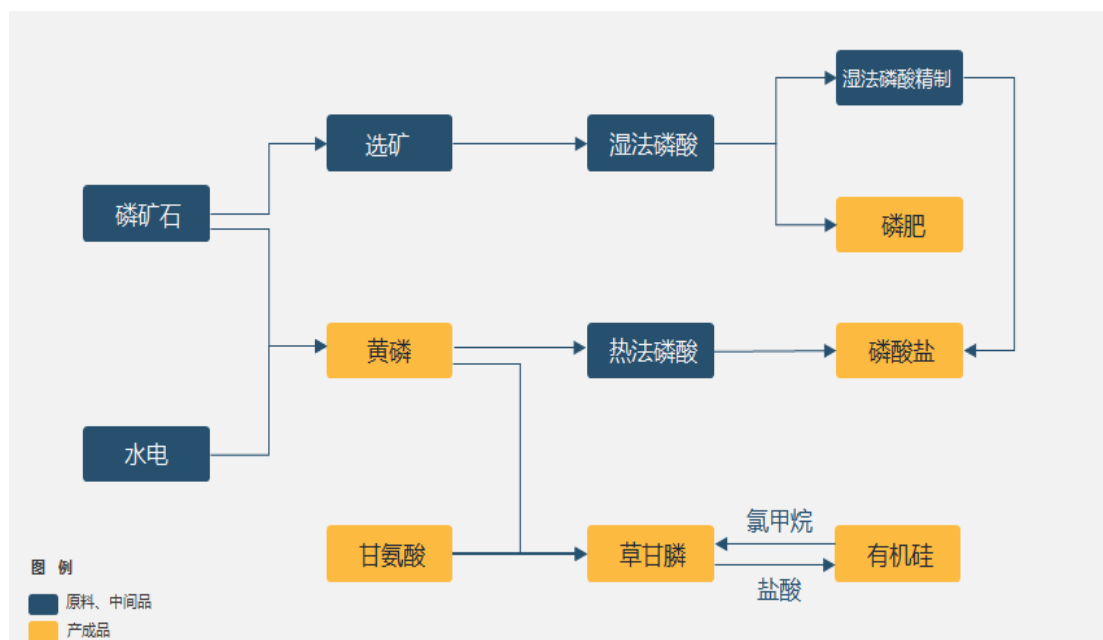 湿法磷酸精制
选矿
湿法磷酸
磷矿石
磷肥
黄磷
热法磷酸
磷酸盐
水电
氯甲烷
甘氨酸
草甘膦
有机硅
盐酸
图 例
原料、中间品
产成品